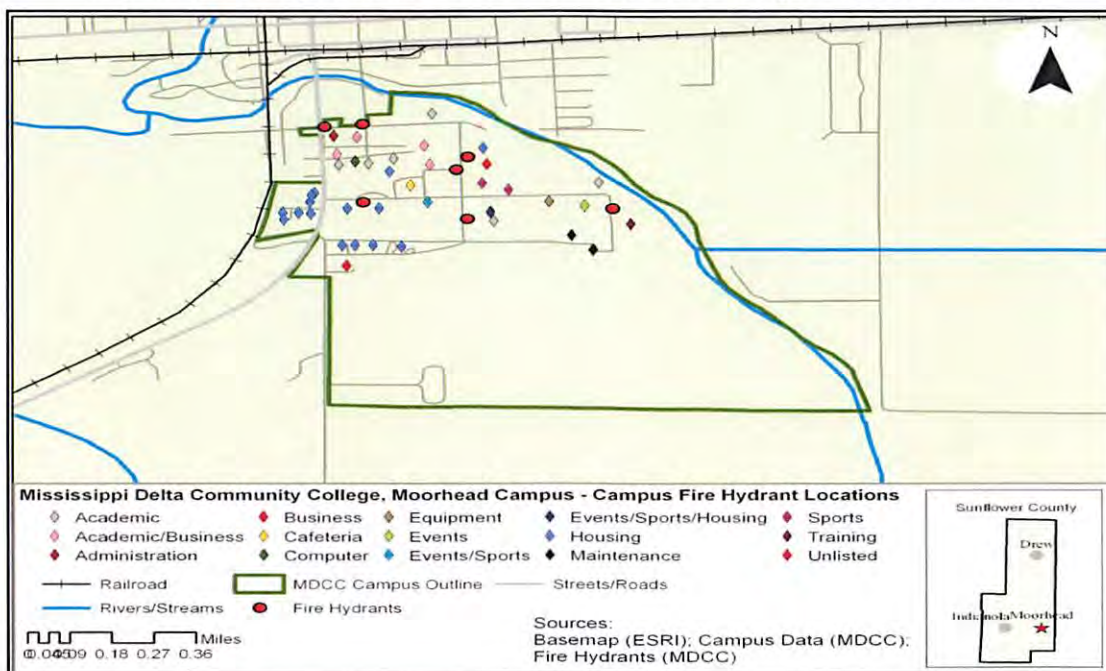 N
Mississippi Delta Community College, Moorhead Campus - Campus Fire Hydrant Locations
Academic Business Equipment Events/Sports/Housing Sports
Academic/Business Cafeteria Events Housing Training
Administration Computer Events/Sports Maintenance Unlisted
Railroad MDCC Campus Outline Streets/Roads
Rivers/Streams Fire Hydrants
Miles
0.09 0.18 0.27 0.36
Sources:
Basemap (ESRI); Campus Data (MDCC);
Fire Hydrants (MDCC)
Sunflower County
Drew
Indianola Moorhead